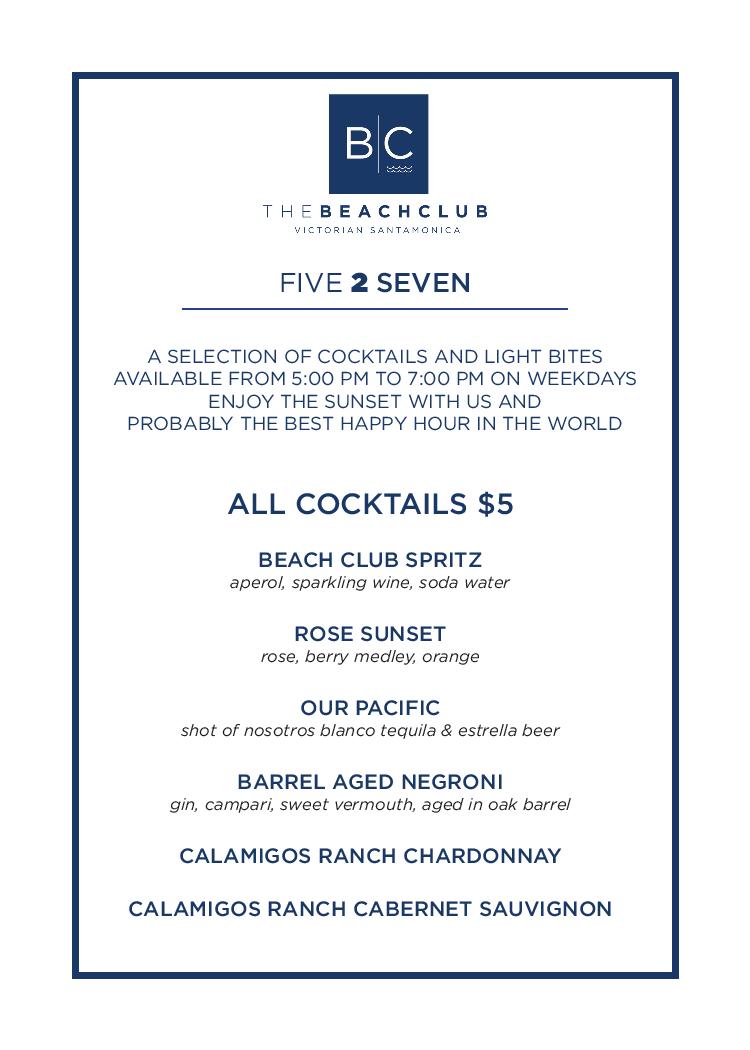 B|C
THEBEACHCLUB
VICTORIAN SANTAMONICA
FIVE 2 SEVEN
A SELECTION OF COCKTAILS AND LIGHT BITES
AVAILABLE FROM 5:00 PM TO 7:00 PM ON WEEKDAYS
ENJOY THE SUNSET WITH US AND
PROBABLY THE BEST HAPPY HOUR IN THE WORLD
ALL COCKTAILS $5
BEACH CLUB SPRITZ
aperol, sparkling wine, soda water
ROSE SUNSET
rose, berry medley, orange
OUR PACIFIC
shot of nosotros blanco tequila & estrella beer
BARREL AGED NEGRONI
gin, campari, sweet vermouth, aged in oak barrel
CALAMIGOS RANCH CHARDONNAY
CALAMIGOS RANCH CABERNET SAUVIGNON